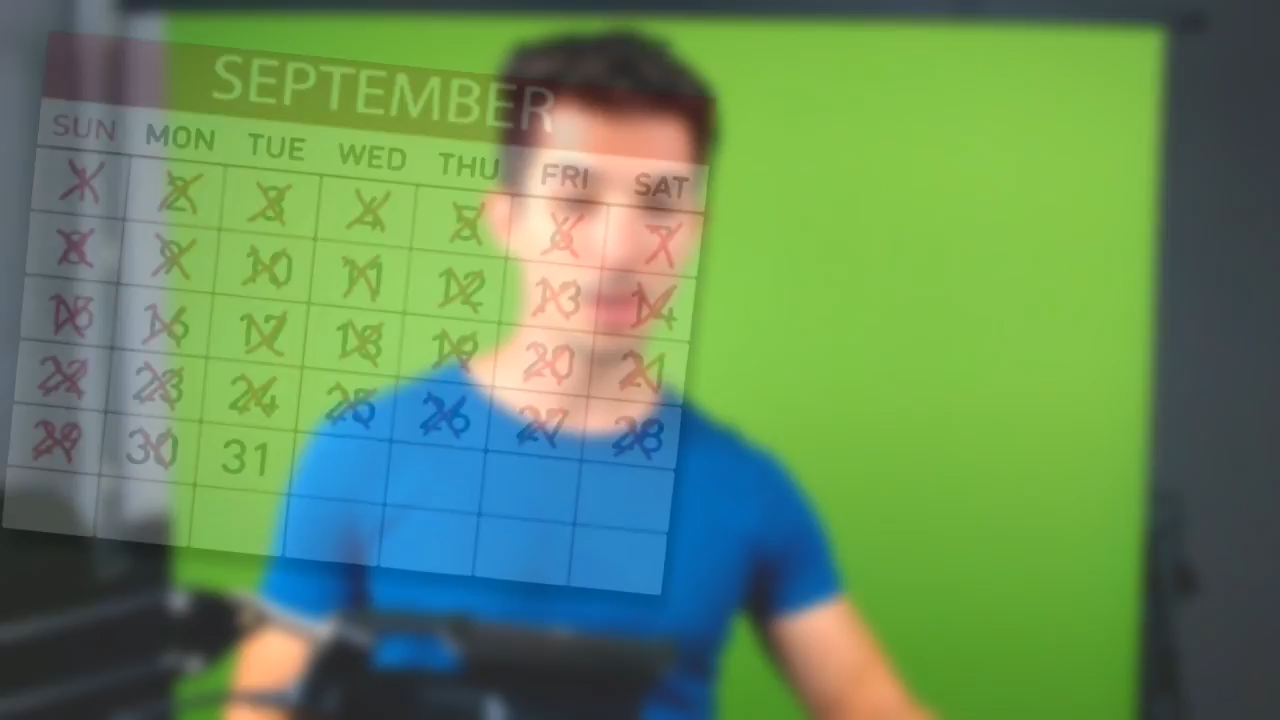 SEPTEMBER
SUN MON TUE WED THU FRI SAT
1 2 3 4 5 6 7
8 9 10 11 12 13 14
15 16 17 18 19 20 21
22 23 24 25 26 27 28
29 30 31